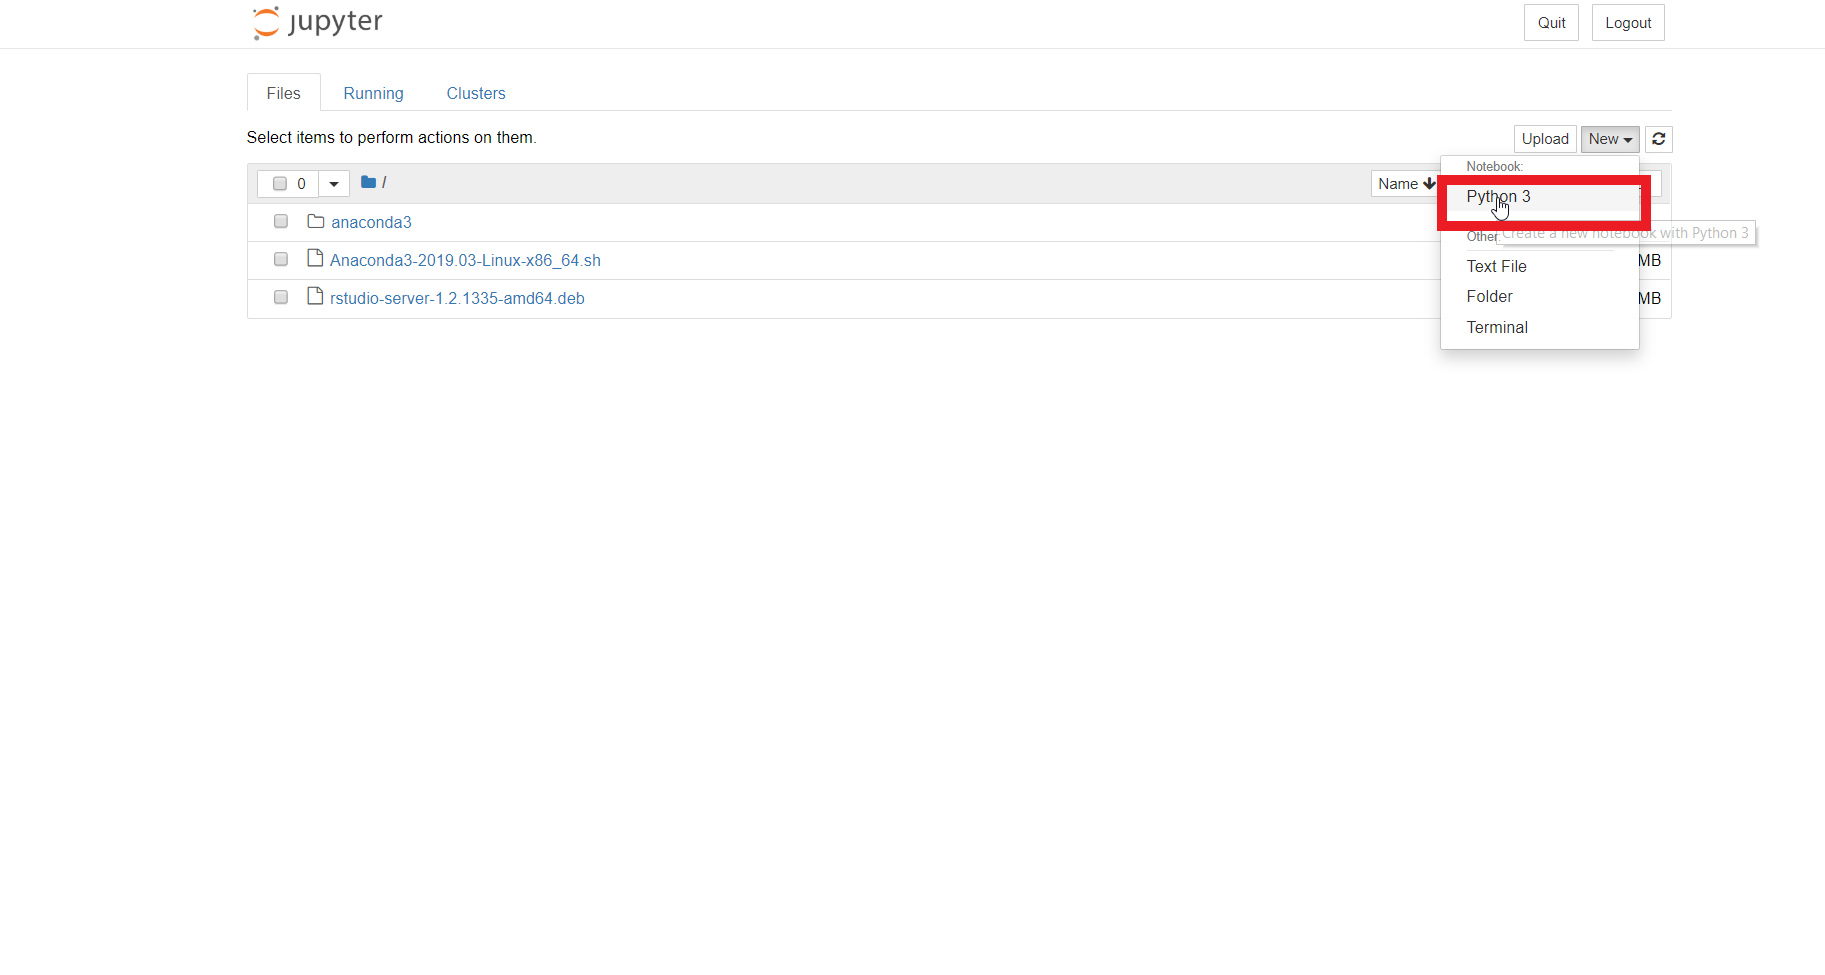 jupyter
Quit
Logout
Files
Running
Clusters
Select items to perform actions on them.
Upload
New
0
/
Name
Notebook:
Python 3
Create a new notebook with Python 3
Other:
anaconda3
Anaconda3-2019.03-Linux-x86_64.sh
MB
rstudio-server-1.2.1335-amd64.deb
MB
Text File
Folder
Terminal